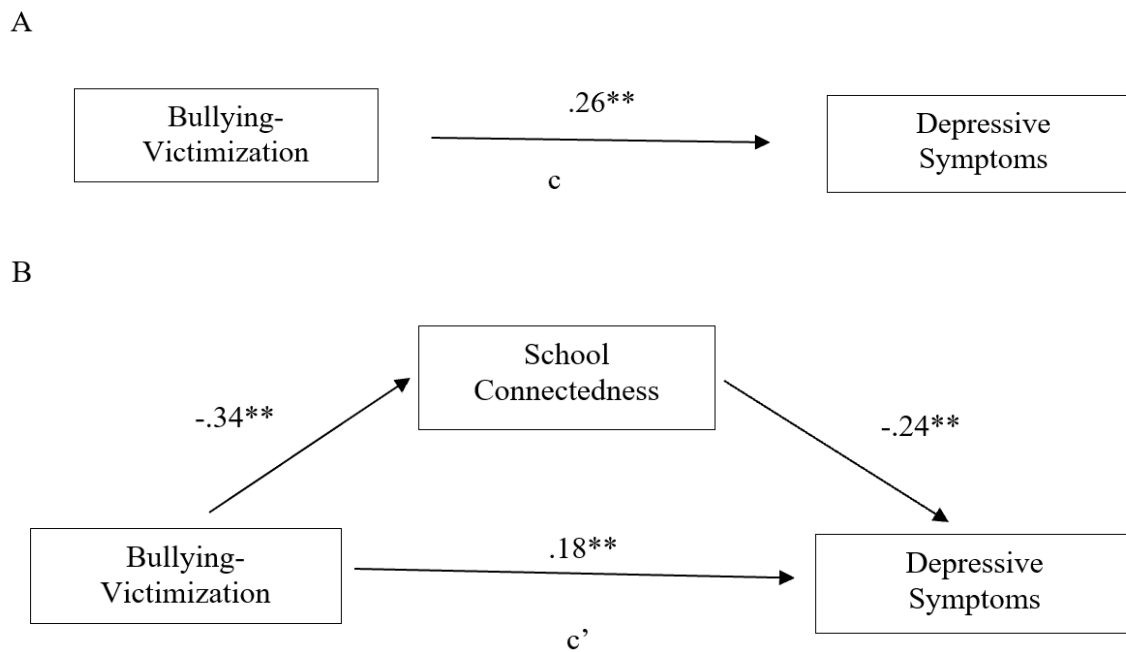 A
Bullying-
Victimization
.26**
c
Depressive
Symptoms
B
School
Connectedness
-.34**
-.24**
Bullying-
Victimization
.18**
c’
Depressive
Symptoms